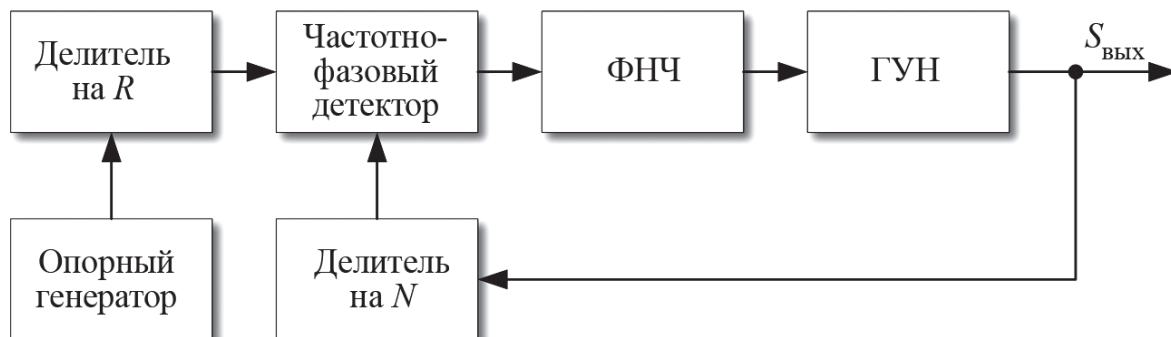 Делитель
на R
Частотно-
фазовый
детектор
ФНЧ
ГУН
Sвых
Опорный
генератор
Делитель
на N